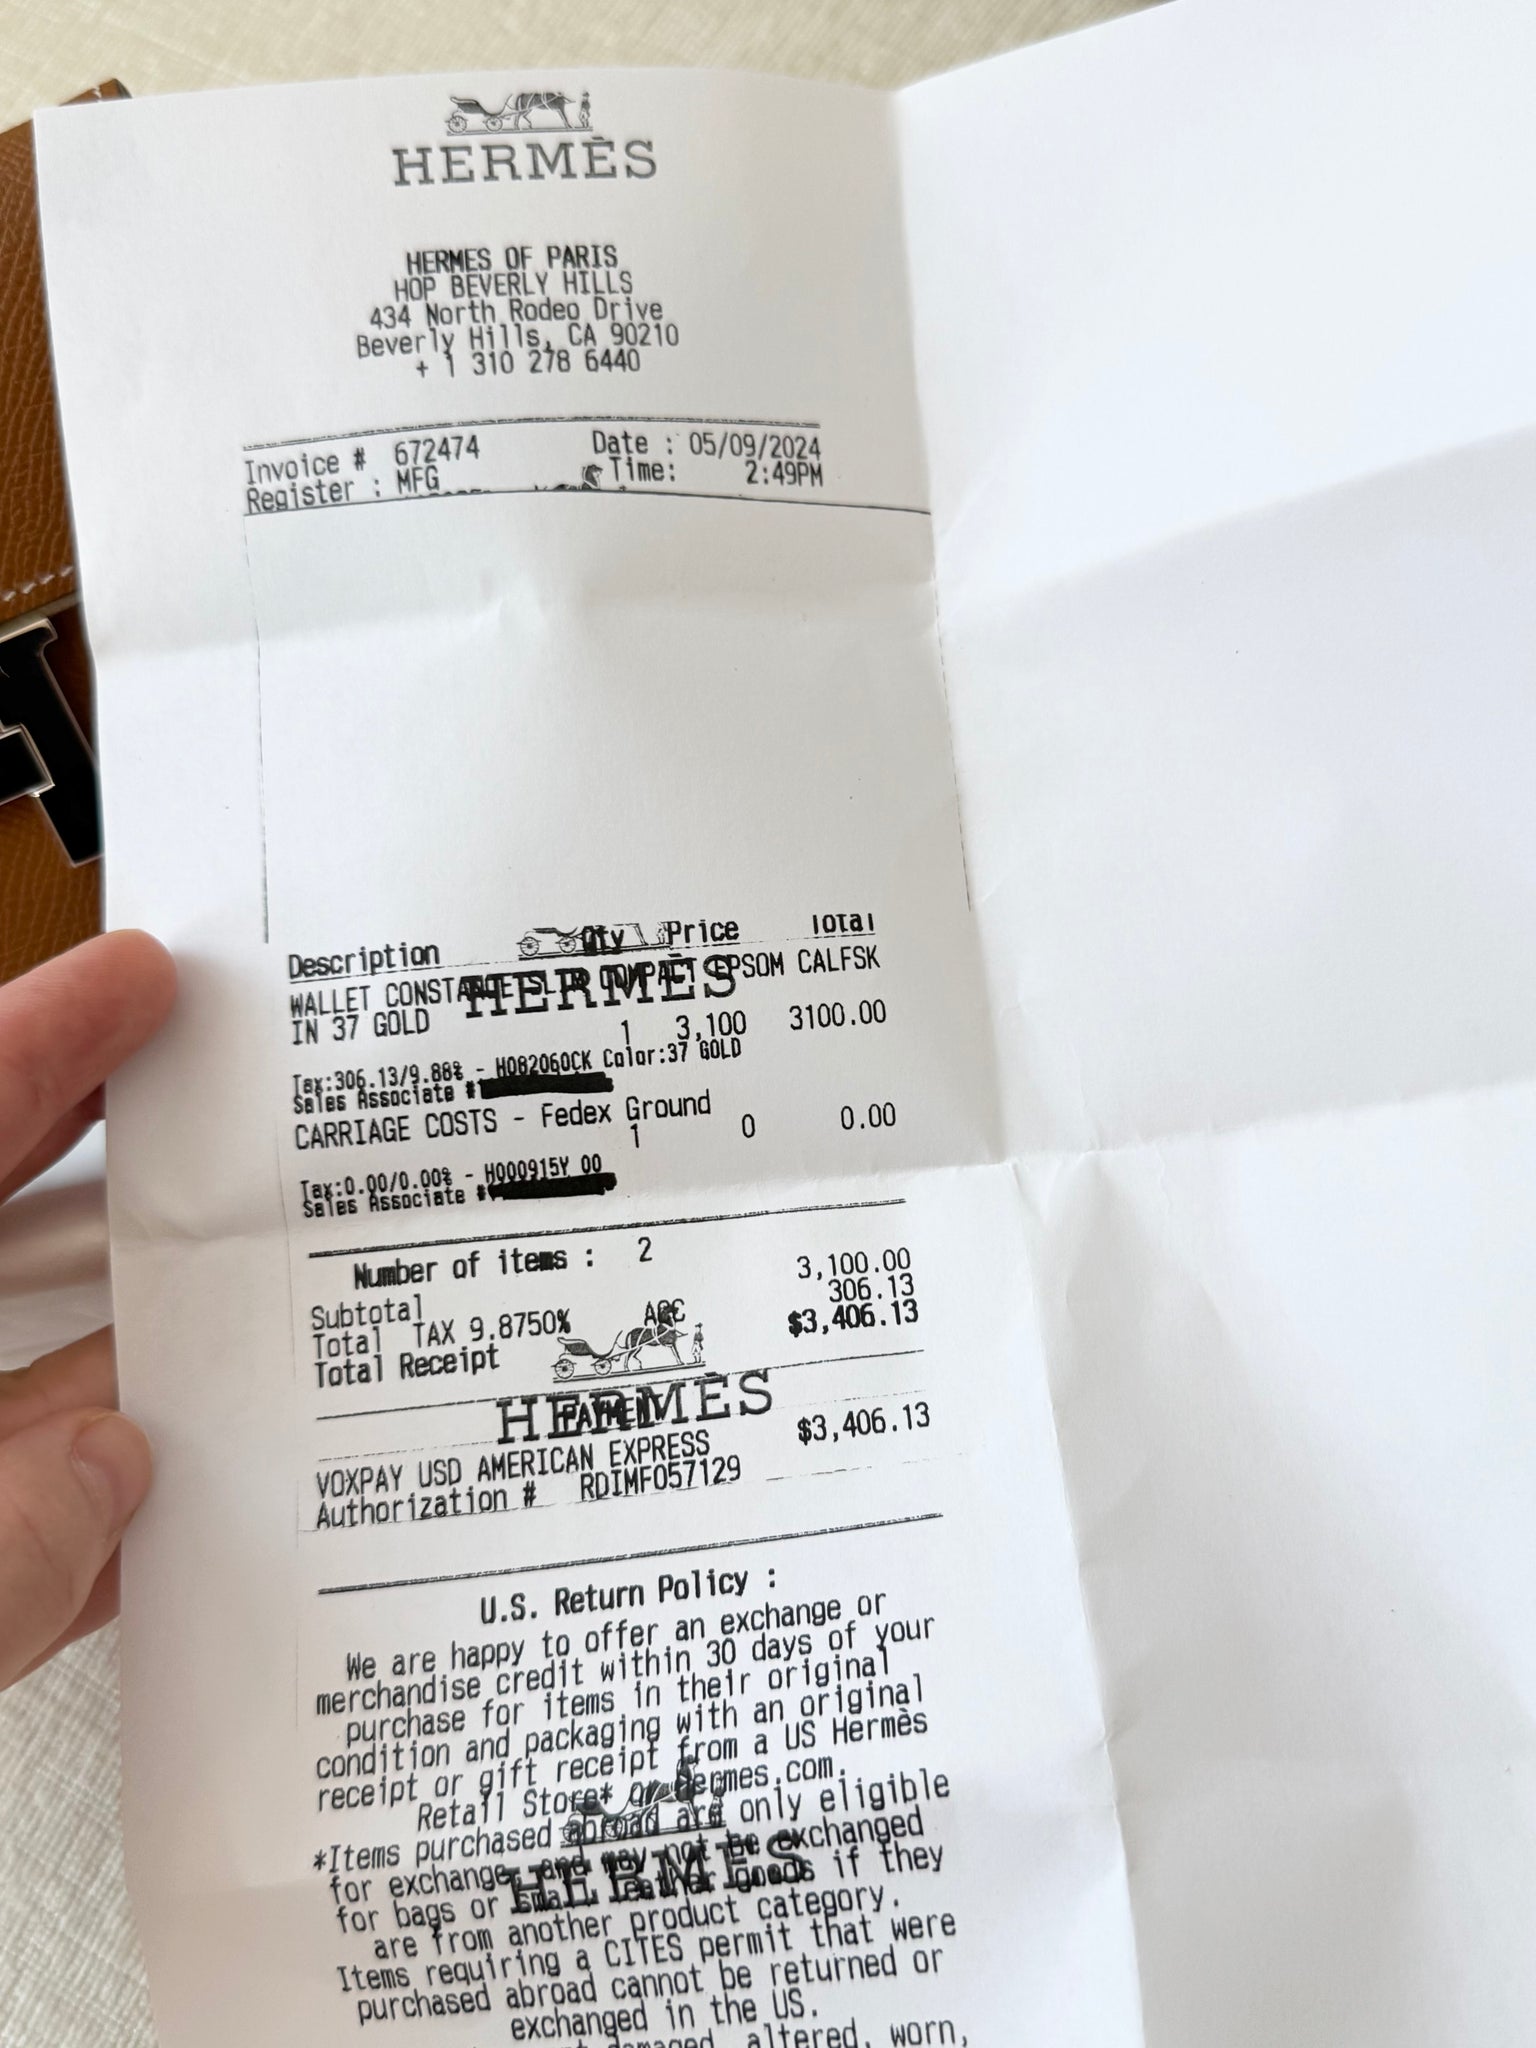 HERMÈS
HERMES OF PARIS
HOP BEVERLY HILLS
434 North Rodeo Drive
Beverly Hills, CA 90210
+ 1 310 278 6440
Invoice # 672474 Date : 05/09/2024
Register : MFG Time: 2:49PM
Description Qty Price Total
HERMÈS
WALLET CONSTANCE SLIM COMPACT EPSOM CALFSK
IN 37 GOLD
1 3,100 3100.00
Tax:306.13/9.88% - H082060CK Color:37 GOLD
Sales Associate #
CARRIAGE COSTS - Fedex Ground
1 0 0.00
Tax:0.00/0.00% - H000915Y 00
Sales Associate #
Number of items : 2
Subtotal 3,100.00
Total TAX 9.8750% 306.13
Total Receipt $3,406.13
HERMÈS
PAYMENT
VOXPAY USD AMERICAN EXPRESS $3,406.13
Authorization # RDIMF057129
U.S. Return Policy :
We are happy to offer an exchange or
merchandise credit within 30 days of your
purchase for items in their original
condition and packaging with an original
receipt or gift receipt from a US Hermès
Retail Store* or Hermes.com.
*Items purchased abroad are only eligible
for exchange and may not be exchanged
HERMÈS
for bags or small leather goods if they
are from another product category.
Items requiring a CITES permit that were
purchased abroad cannot be returned or
exchanged in the US.
damaged, altered, worn,